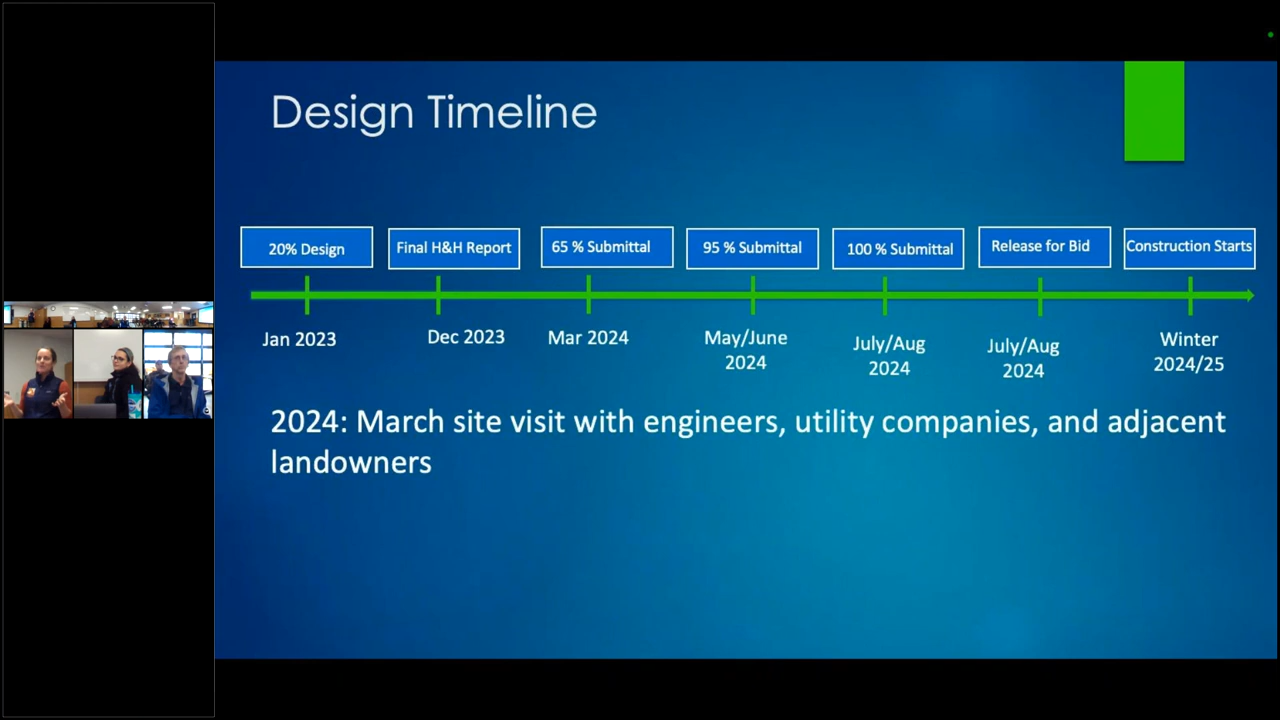 Design Timeline
20% Design
Final H&H Report
65 % Submittal
95 % Submittal
100 % Submittal
Release for Bid
Construction Starts
Jan 2023
Dec 2023
Mar 2024
May/June
2024
July/Aug
2024
July/Aug
2024
Winter
2024/25
2024: March site visit with engineers, utility companies, and adjacent
landowners